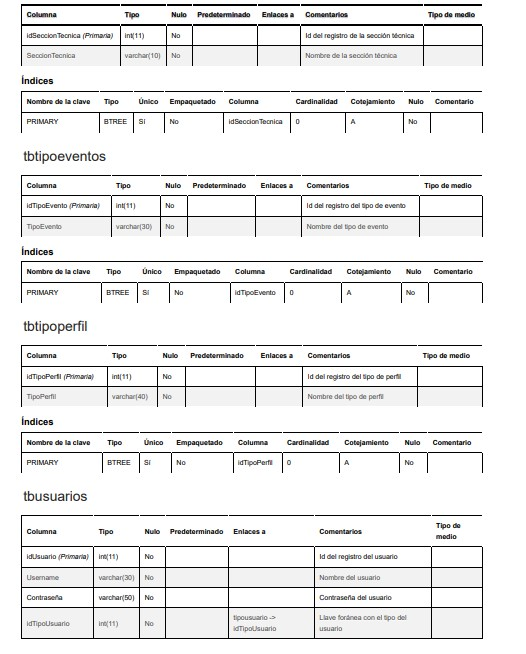 Columna Tipo Nulo Predeterminado Enlaces a Comentarios Tipo de medio
idSeccionTecnica (Primaria) int(11) No Id del registro de la sección técnica
SeccionTecnica varchar(10) No Nombre de la sección técnica
Índices
Nombre de la clave Tipo Único Empaquetado Columna Cardinalidad Cotejamiento Nulo Comentario
PRIMARY BTREE Sí No idSeccionTecnica 0 A No
tbtipoeventos
Columna Tipo Nulo Predeterminado Enlaces a Comentarios Tipo de medio
idTipoEvento (Primaria) int(11) No Id del registro del tipo de evento
TipoEvento varchar(30) No Nombre del tipo de evento
Índices
Nombre de la clave Tipo Único Empaquetado Columna Cardinalidad Cotejamiento Nulo Comentario
PRIMARY BTREE Sí No idTipoEvento 0 A No
tbtipoperfil
Columna Tipo Nulo Predeterminado Enlaces a Comentarios Tipo de medio
idTipoPerfil (Primaria) int(11) No Id del registro del tipo de perfil
TipoPerfil varchar(40) No Nombre del tipo de perfil
Índices
Nombre de la clave Tipo Único Empaquetado Columna Cardinalidad Cotejamiento Nulo Comentario
PRIMARY BTREE Sí No idTipoPerfil 0 A No
tbusuarios
Columna Tipo Nulo Predeterminado Enlaces a Comentarios Tipo de
medio
idUsuario (Primaria) int(11) No Id del registro del usuario
Username varchar(30) No Nombre del usuario
Contraseña varchar(50) No Contraseña del usuario
idTipoUsuario int(11) No tipousuario -> Llave foránea con el tipo del
idTipoUsuario usuario